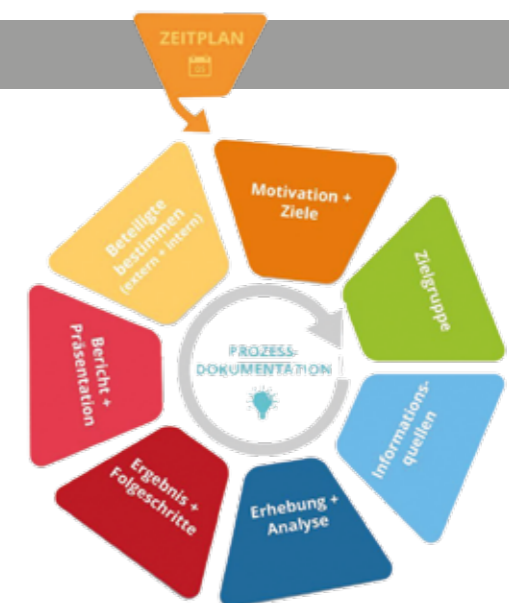 ZEITPLAN
Motivation +
Ziele
Zielgruppe
Informations-
quellen
Erhebung +
Analyse
Ergebnis +
Folgeschritte
Bericht +
Präsentation
Beteiligte
bestimmen
(extern + intern)
PROZESS-
DOKUMENTATION